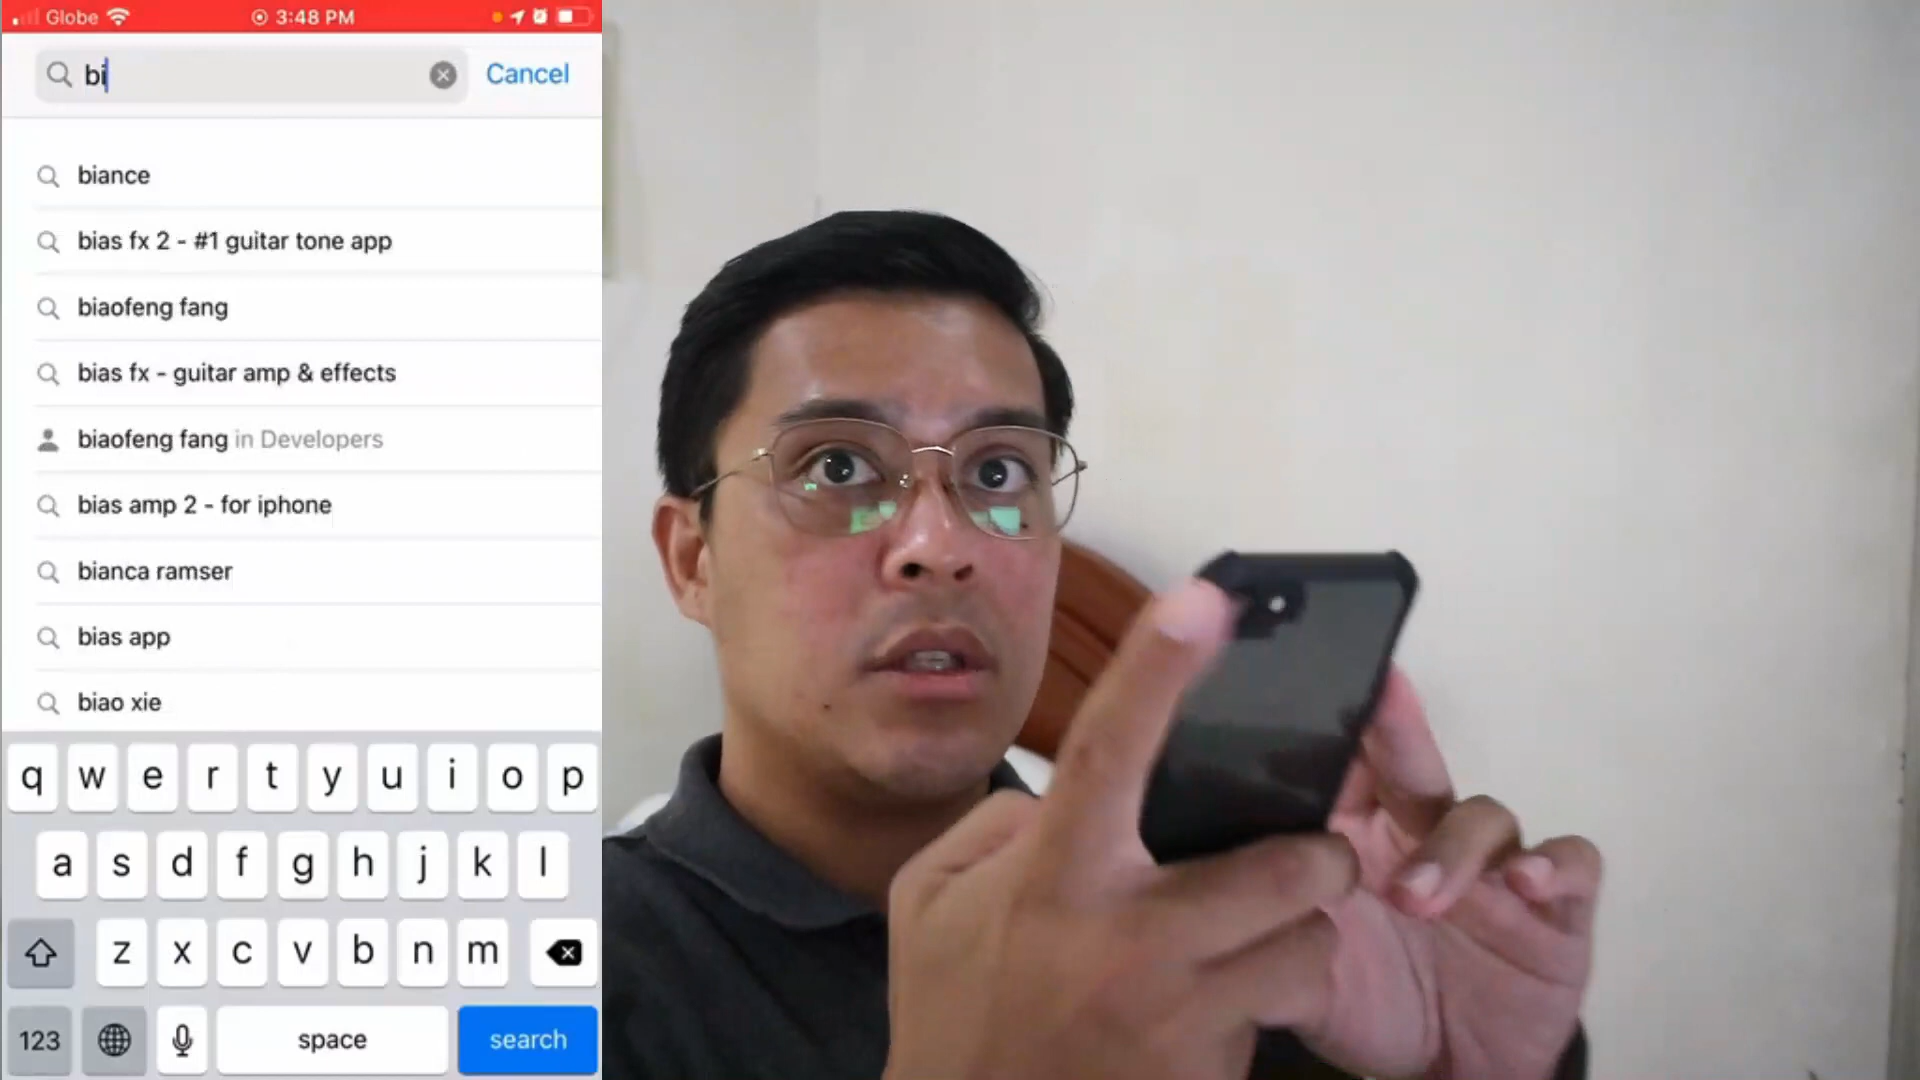 Globe 3:48 PM
bi Cancel
biance
bias fx 2 - #1 guitar tone app
biaofeng fang
bias fx - guitar amp & effects
biaofeng fang in Developers
bias amp 2 - for iphone
bianca ramser
bias app
biao xie
q w e r t y u i o p
a s d f g h j k l
z x c v b n m
123 space search